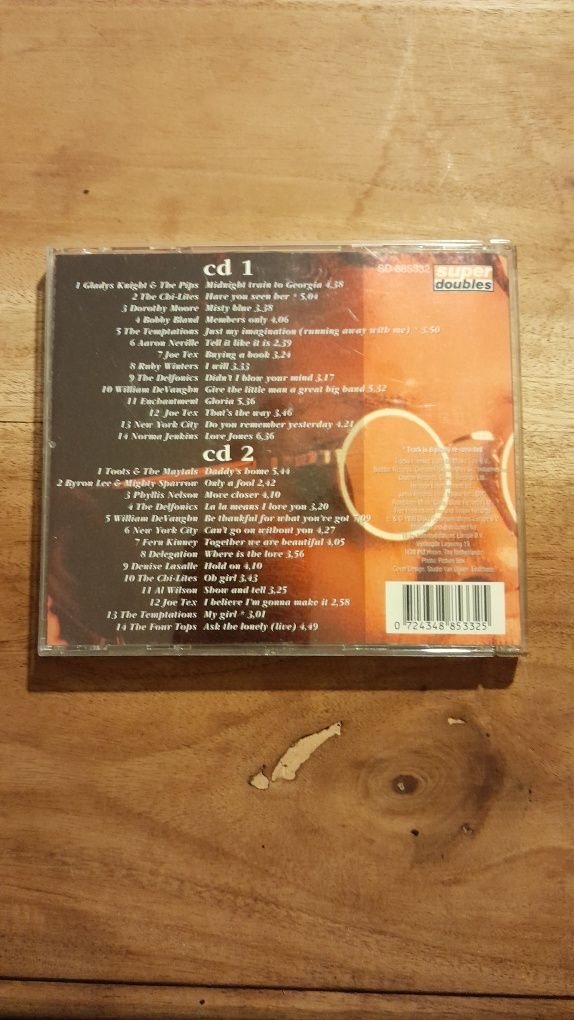 cd 1
SD 885332
super
doubles
1 Gladys Knight & The Pips Midnight train to Georgia 4.38
2 The Chi-Lites Have you seen her * 5,04
3 Dorothy Moore Misty blue 3.38
4 Bobby Bland Members only 4.06
5 The Temptations Just my imagination (running away with me) * 3.50
6 Aaron Neville Tell it like it is 2,39
7 Joe Tex Buying a book 3.24
8 Ruby Winters I will 3.33
9 The Delfonics Didn't I blow your mind 3,17
10 William DeVaughn Give the little man a great big band 5.32
11 Enchantment Gloria 5,36
12 Joe Tex That's the way 3,46
13 New York City Do you remember yesterday 4.21
14 Norma Jenkins Love Jones 6,36
cd 2
1 Toots & The Maytals Daddy's home 5,44
2 Byron Lee & Mighty Sparrow Only a fool 2,42
3 Phyllis Nelson Move closer 4,10
4 The Delfonics La la means I love you 3,20
5 William DeVaughn Be thankful for what you've got 7,09
6 New York City Can't go on without you 4,27
7 Fern Kinney Together we are beautiful 4,05
8 Delegation Where is the love 3,56
9 Denise Lasalle Hold on 4,10
10 The Chi-Lites Oh girl 3.43
11 Al Wilson Show and tell 3,25
12 Joe Tex I believe I'm gonna make it 2,58
13 The Temptations My girl * 3,01
14 The Four Tops Ask the lonely (live) 4,49
* Track is digitally re-recorded
The Netherlands
0 724348 853325